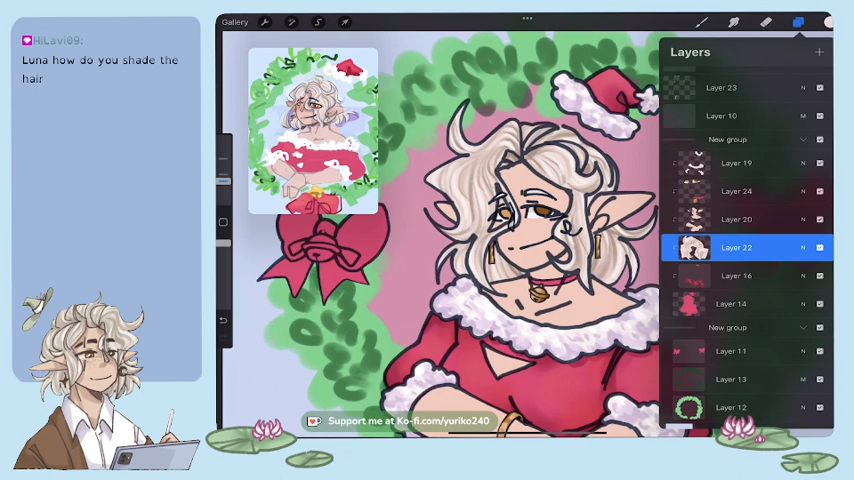 Gallery
HiLavi09:
Luna how do you shade the
hair
Layers
Layer 23 N
Layer 10 M
New group
Layer 19 N
Layer 24 N
Layer 20 N
Layer 22 N
Layer 16 N
Layer 14 N
New group
Layer 11 N
Layer 13 M
Layer 12 N
Support me at Ko-fi.com/yuriko240